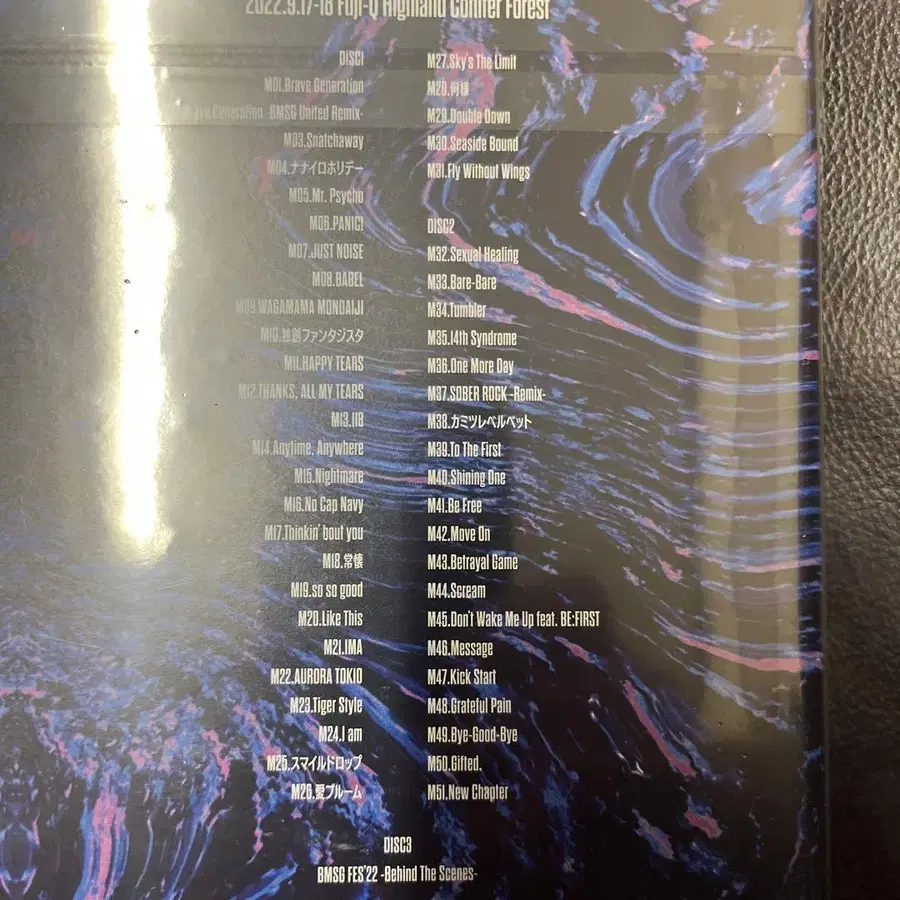 2022.9.17-18 Fuji-Q Highland Conifer Forest
DISC1
M01.Brave Generation
Brave Generation -BMSG United Remix-
M03.Snatchaway
M04.ナナイロホリデー
M05.Mr. Psycho
M06.PANIC!
M07.JUST NOISE
M08.BABEL
M09.WAGAMAMA MONDAIJI
M10.独創ファンタジスタ
M11.HAPPY TEARS
M12.THANKS, ALL MY TEARS
M13.118
M14.Anytime, Anywhere
M15.Nightmare
M16.No Cap Navy
M17.Thinkin' bout you
M18.常懐
M19.so so good
M20.Like This
M21.IMA
M22.AURORA TOKIO
M23.Tiger Style
M24.I am
M25.スマイルドロップ
M26.愛ブルーム
M27.Sky's The Limit
M28.何様
M29.Double Down
M30.Seaside Bound
M31.Fly Without Wings
DISC2
M32.Sexual Healing
M33.Bare-Bare
M34.Tumbler
M35.14th Syndrome
M36.One More Day
M37.SOBER ROCK -Remix-
M38.カミツレベルベット
M39.To The First
M40.Shining One
M41.Be Free
M42.Move On
M43.Betrayal Game
M44.Scream
M45.Don't Wake Me Up feat. BE:FIRST
M46.Message
M47.Kick Start
M48.Grateful Pain
M49.Bye-Good-Bye
M50.Gifted.
M51.New Chapter
DISC3
BMSG FES'22 -Behind The Scenes-